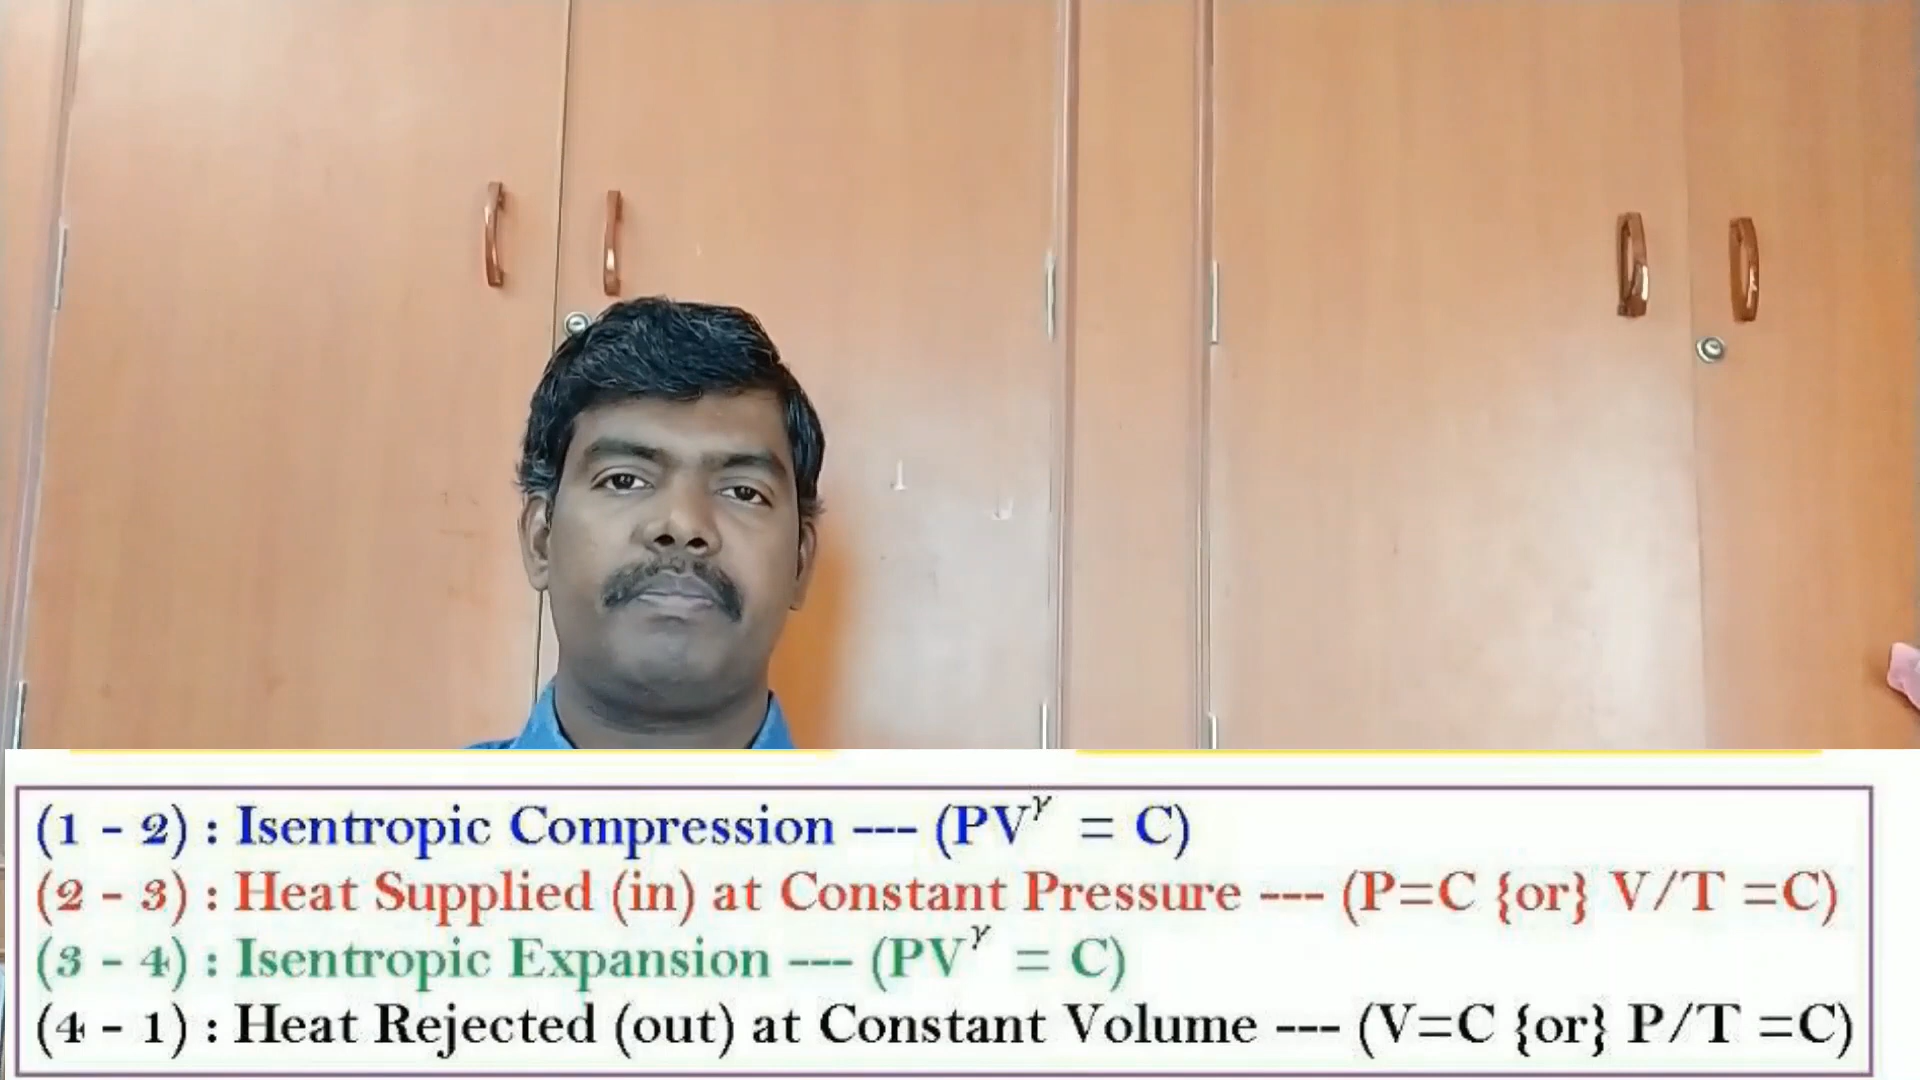 (1 - 2) : Isentropic Compression --- (PV^γ = C)
(2 - 3) : Heat Supplied (in) at Constant Pressure --- (P=C {or} V/T =C)
(3 - 4) : Isentropic Expansion --- (PV^γ = C)
(4 - 1) : Heat Rejected (out) at Constant Volume --- (V=C {or} P/T =C)